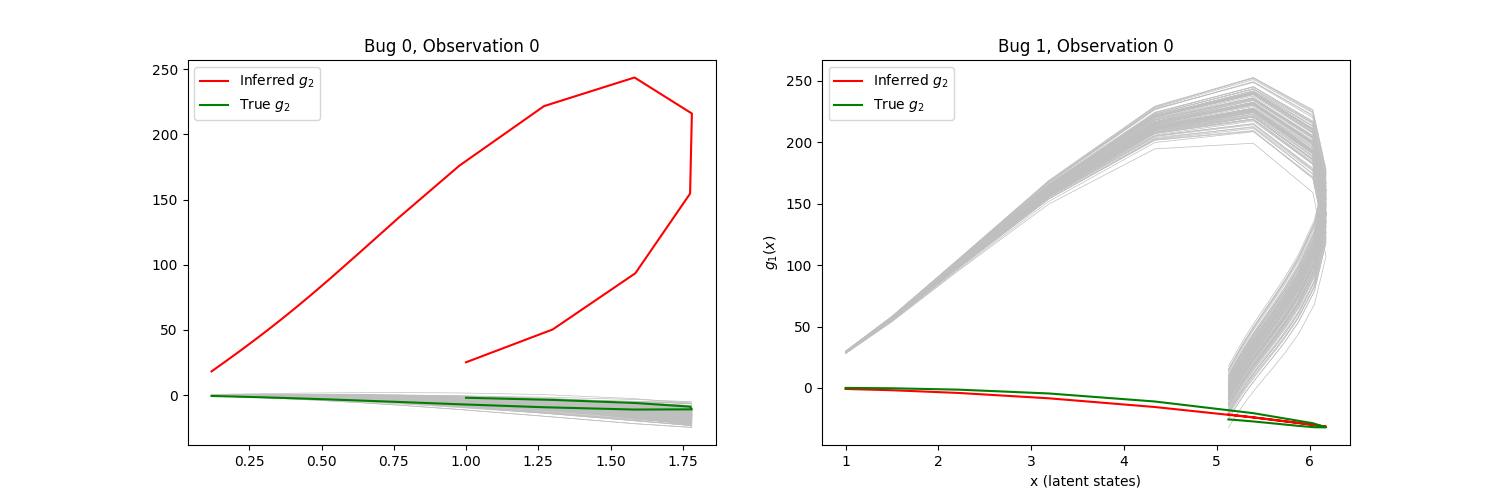 Bug 0, Observation 0
Inferred g₂
True g₂
250
200
150
100
50
0
0.25 0.50 0.75 1.00 1.25 1.50 1.75
Bug 1, Observation 0
Inferred g₂
True g₂
g₁(x)
250
200
150
100
50
0
1 2 3 4 5 6
x (latent states)